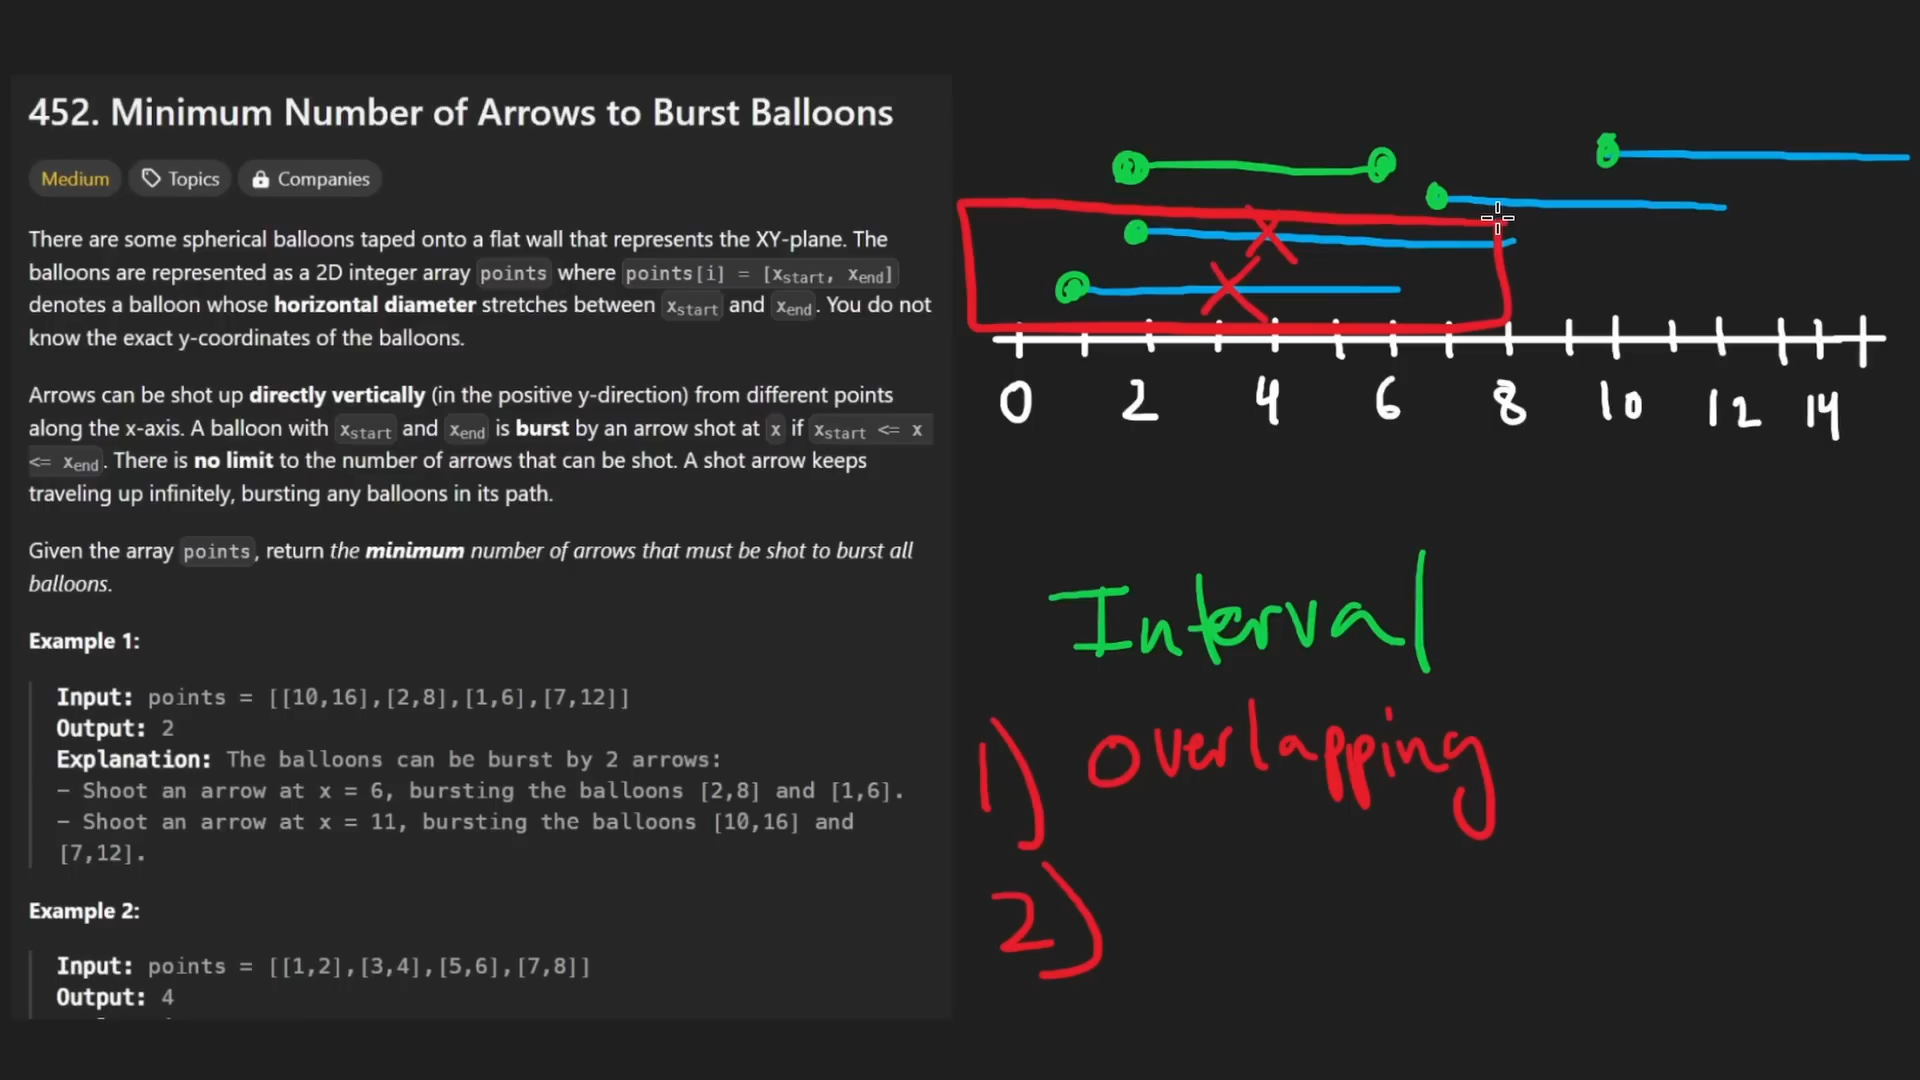 452. Minimum Number of Arrows to Burst Balloons
Medium Topics Companies
There are some spherical balloons taped onto a flat wall that represents the XY-plane. The
balloons are represented as a 2D integer array points where points[i] = [xstart, xend]
denotes a balloon whose horizontal diameter stretches between xstart and xend. You do not
know the exact y-coordinates of the balloons.
Arrows can be shot up directly vertically (in the positive y-direction) from different points
along the x-axis. A balloon with xstart and xend is burst by an arrow shot at x if xstart <= x
<= xend. There is no limit to the number of arrows that can be shot. A shot arrow keeps
traveling up infinitely, bursting any balloons in its path.
Given the array points, return the minimum number of arrows that must be shot to burst all
balloons.
Example 1:
Input: points = [[10,16],[2,8],[1,6],[7,12]]
Output: 2
Explanation: The balloons can be burst by 2 arrows:
- Shoot an arrow at x = 6, bursting the balloons [2,8] and [1,6].
- Shoot an arrow at x = 11, bursting the balloons [10,16] and
[7,12].
Example 2:
Input: points = [[1,2],[3,4],[5,6],[7,8]]
Output: 4
0 2 4 6 8 10 12 14
Interval
1) overlapping
2)